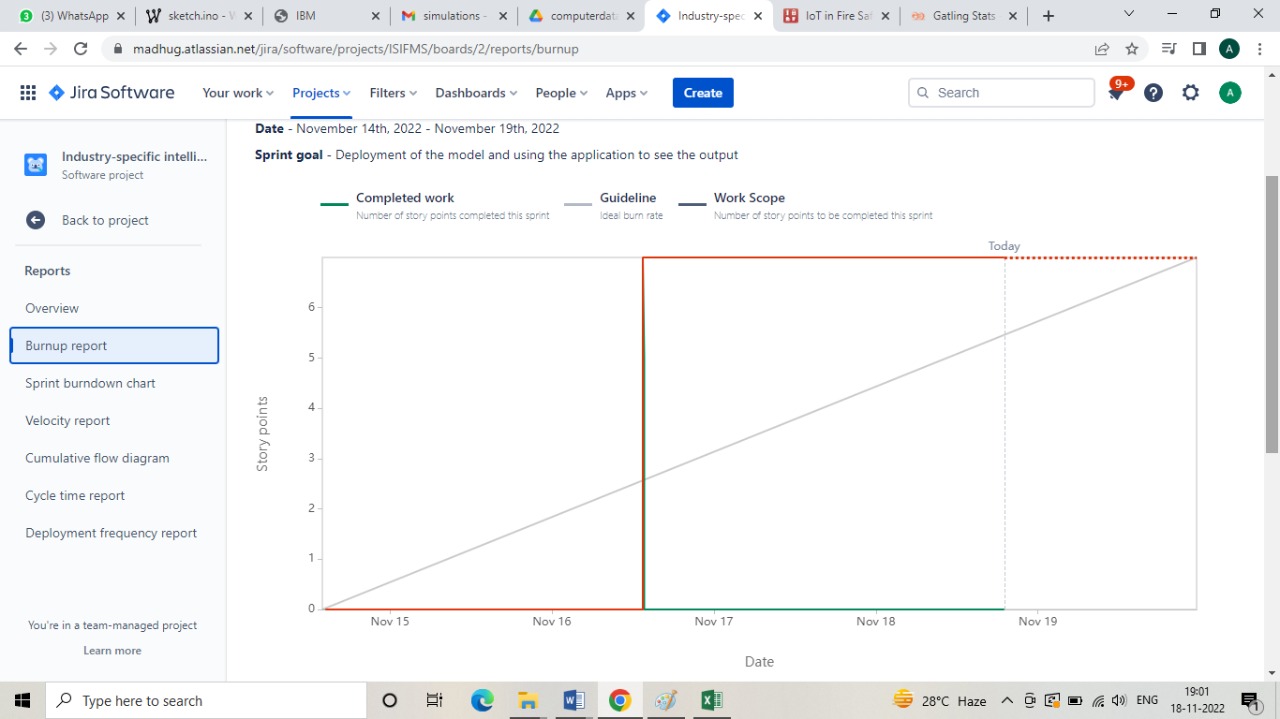 (3) WhatsApp
sketch.ino - W
IBM
simulations -
computerdata
Industry-spec
IoT in Fire Saf
Gatling Stats
madhug.atlassian.net/jira/software/projects/ISIFMS/boards/2/reports/burnup
A
Jira Software
Your work
Projects
Filters
Dashboards
People
Apps
Create
Search
9+
A
Industry-specific intelli...
Software project
Back to project
Reports
Overview
Burnup report
Sprint burndown chart
Velocity report
Cumulative flow diagram
Cycle time report
Deployment frequency report
You're in a team-managed project
Learn more
Date - November 14th, 2022 - November 19th, 2022
Sprint goal - Deployment of the model and using the application to see the output
Completed work
Number of story points completed this sprint
Guideline
Ideal burn rate
Work Scope
Number of story points to be completed this sprint
Today
6
5
4
3
2
1
0
Story points
Nov 15
Nov 16
Nov 17
Nov 18
Nov 19
Date
Type here to search
28°C Haze
ENG
19:01
18-11-2022
1